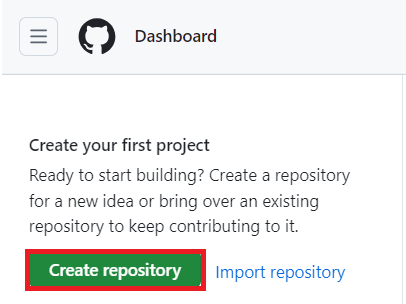 Dashboard
Create your first project
Ready to start building? Create a repository
for a new idea or bring over an existing
repository to keep contributing to it.
Create repository Import repository